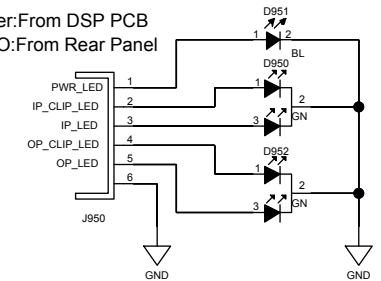 er:From DSP PCB
O:From Rear Panel
D951
1 2
BL
D950
1
2
GN
3
D952
1
2
GN
3
PWR_LED 1
IP_CLIP_LED 2
IP_LED 3
OP_CLIP_LED 4
OP_LED 5
6
J950
GND
GND